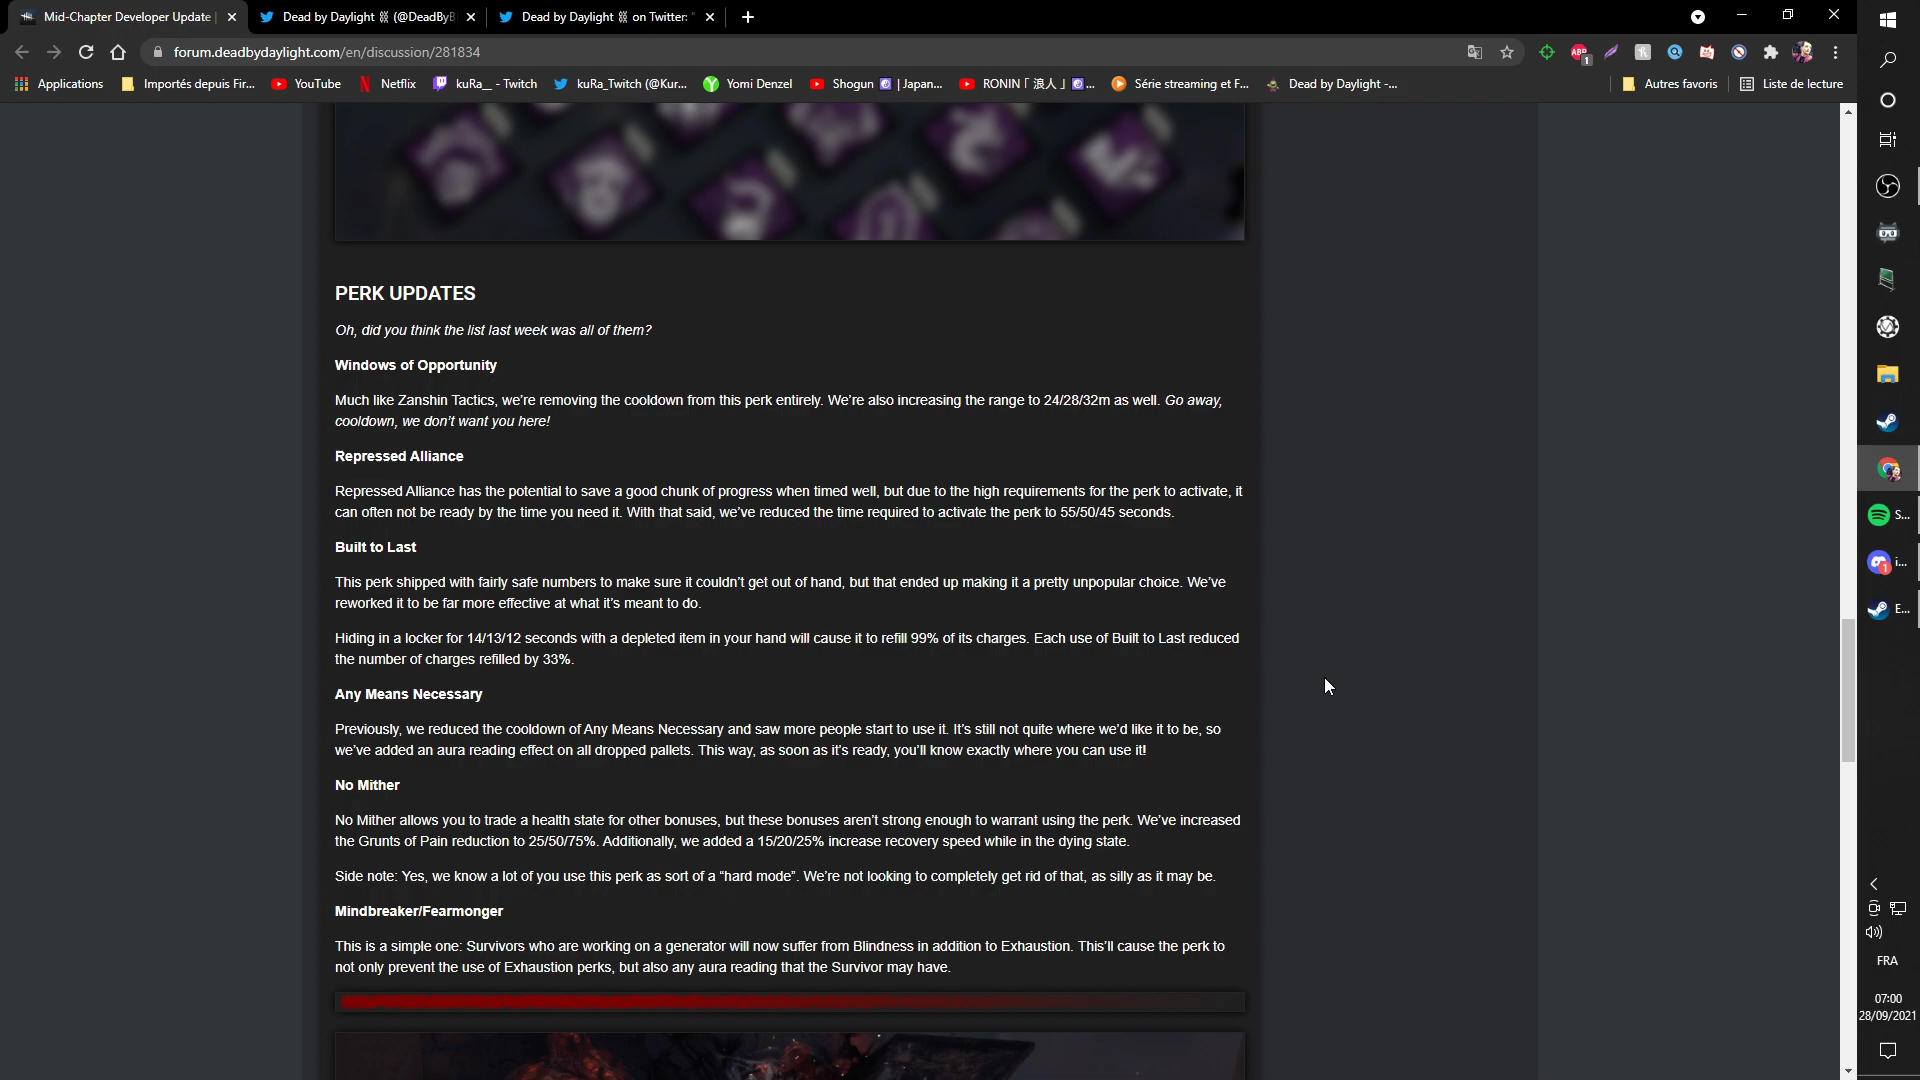 Mid-Chapter Developer Update
Dead by Daylight (@DeadByB
Dead by Daylight on Twitter: "
forum.deadbydaylight.com/en/discussion/281834
Applications
Importés depuis Fir...
YouTube
Netflix
kuRa__ - Twitch
kuRa_Twitch (@Kur...
Yomi Denzel
Shogun | Japan...
RONIN「 浪人 」...
Série streaming et F...
Dead by Daylight -...
Autres favoris
Liste de lecture
PERK UPDATES
Oh, did you think the list last week was all of them?
Windows of Opportunity
Much like Zanshin Tactics, we're removing the cooldown from this perk entirely. We're also increasing the range to 24/28/32m as well. Go away,
cooldown, we don't want you here!
Repressed Alliance
Repressed Alliance has the potential to save a good chunk of progress when timed well, but due to the high requirements for the perk to activate, it
can often not be ready by the time you need it. With that said, we've reduced the time required to activate the perk to 55/50/45 seconds.
Built to Last
This perk shipped with fairly safe numbers to make sure it couldn't get out of hand, but that ended up making it a pretty unpopular choice. We've
reworked it to be far more effective at what it's meant to do.
Hiding in a locker for 14/13/12 seconds with a depleted item in your hand will cause it to refill 99% of its charges. Each use of Built to Last reduced
the number of charges refilled by 33%.
Any Means Necessary
Previously, we reduced the cooldown of Any Means Necessary and saw more people start to use it. It's still not quite where we'd like it to be, so
we've added an aura reading effect on all dropped pallets. This way, as soon as it's ready, you'll know exactly where you can use it!
No Mither
No Mither allows you to trade a health state for other bonuses, but these bonuses aren't strong enough to warrant using the perk. We've increased
the Grunts of Pain reduction to 25/50/75%. Additionally, we added a 15/20/25% increase recovery speed while in the dying state.
Side note: Yes, we know a lot of you use this perk as sort of a “hard mode”. We're not looking to completely get rid of that, as silly as it may be.
Mindbreaker/Fearmonger
This is a simple one: Survivors who are working on a generator will now suffer from Blindness in addition to Exhaustion. This'll cause the perk to
not only prevent the use of Exhaustion perks, but also any aura reading that the Survivor may have.
S...
i...
E...
FRA
07:00
28/09/2021